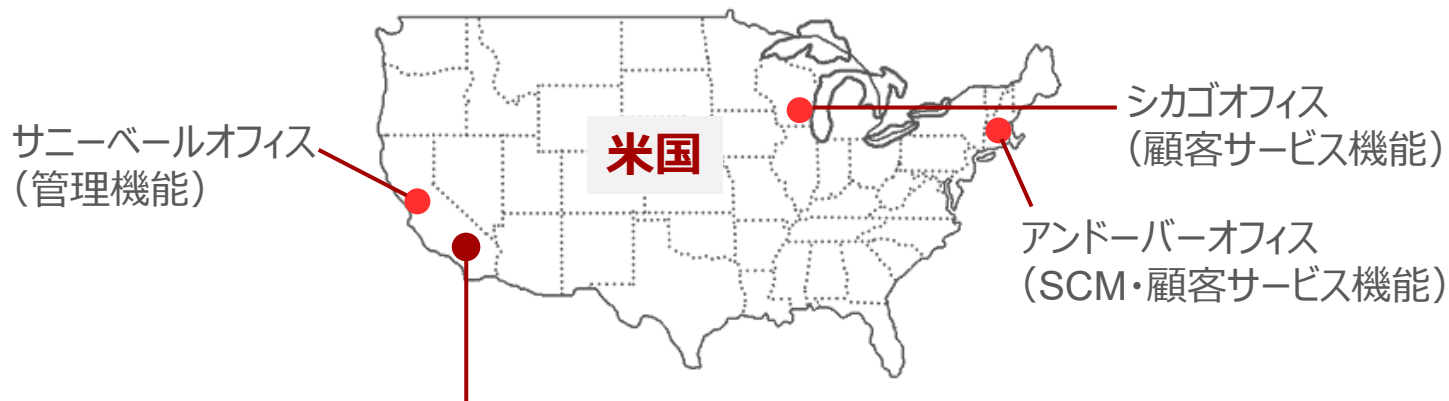 シカゴオフィス
（顧客サービス機能）
サニーベールオフィス
（管理機能）
米国
アンドーバーオフィス
（SCM・顧客サービス機能）